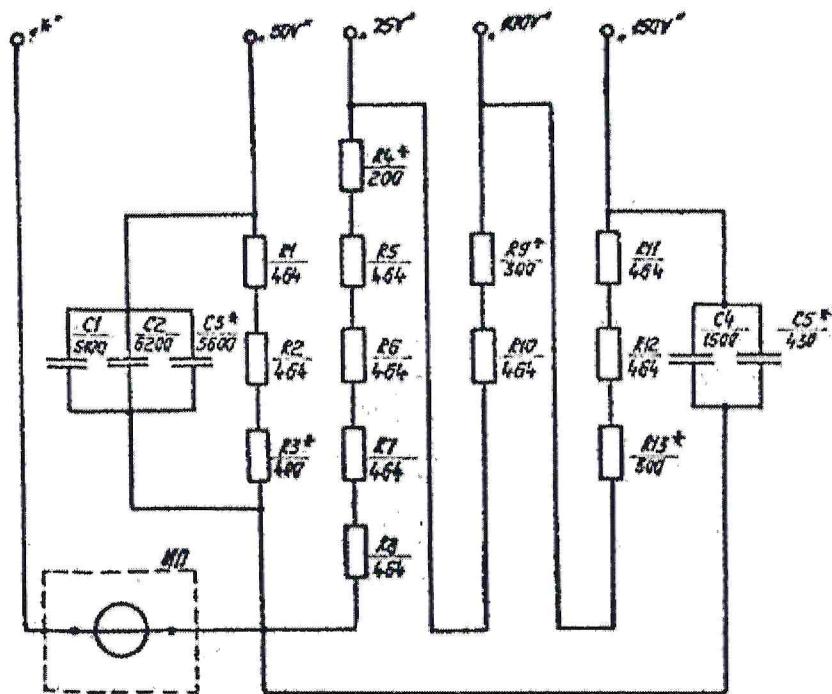 „*"
„50V"
„75V"
„100V"
„150V"
R4*
200
R1
464
R5
464
R9*
300
R11
464
C1
5100
C2
6200
C3*
5600
R2
464
R6
464
R10
464
R12
464
C4
1500
C5*
430
R3*
400
R7
464
R13*
300
R8
464
ИП